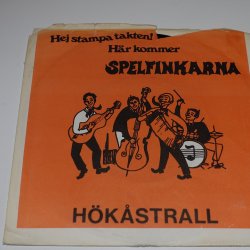 Hej stampa takten!
Här kommer
SPELFINKARNA
HÖKÅSTRALL